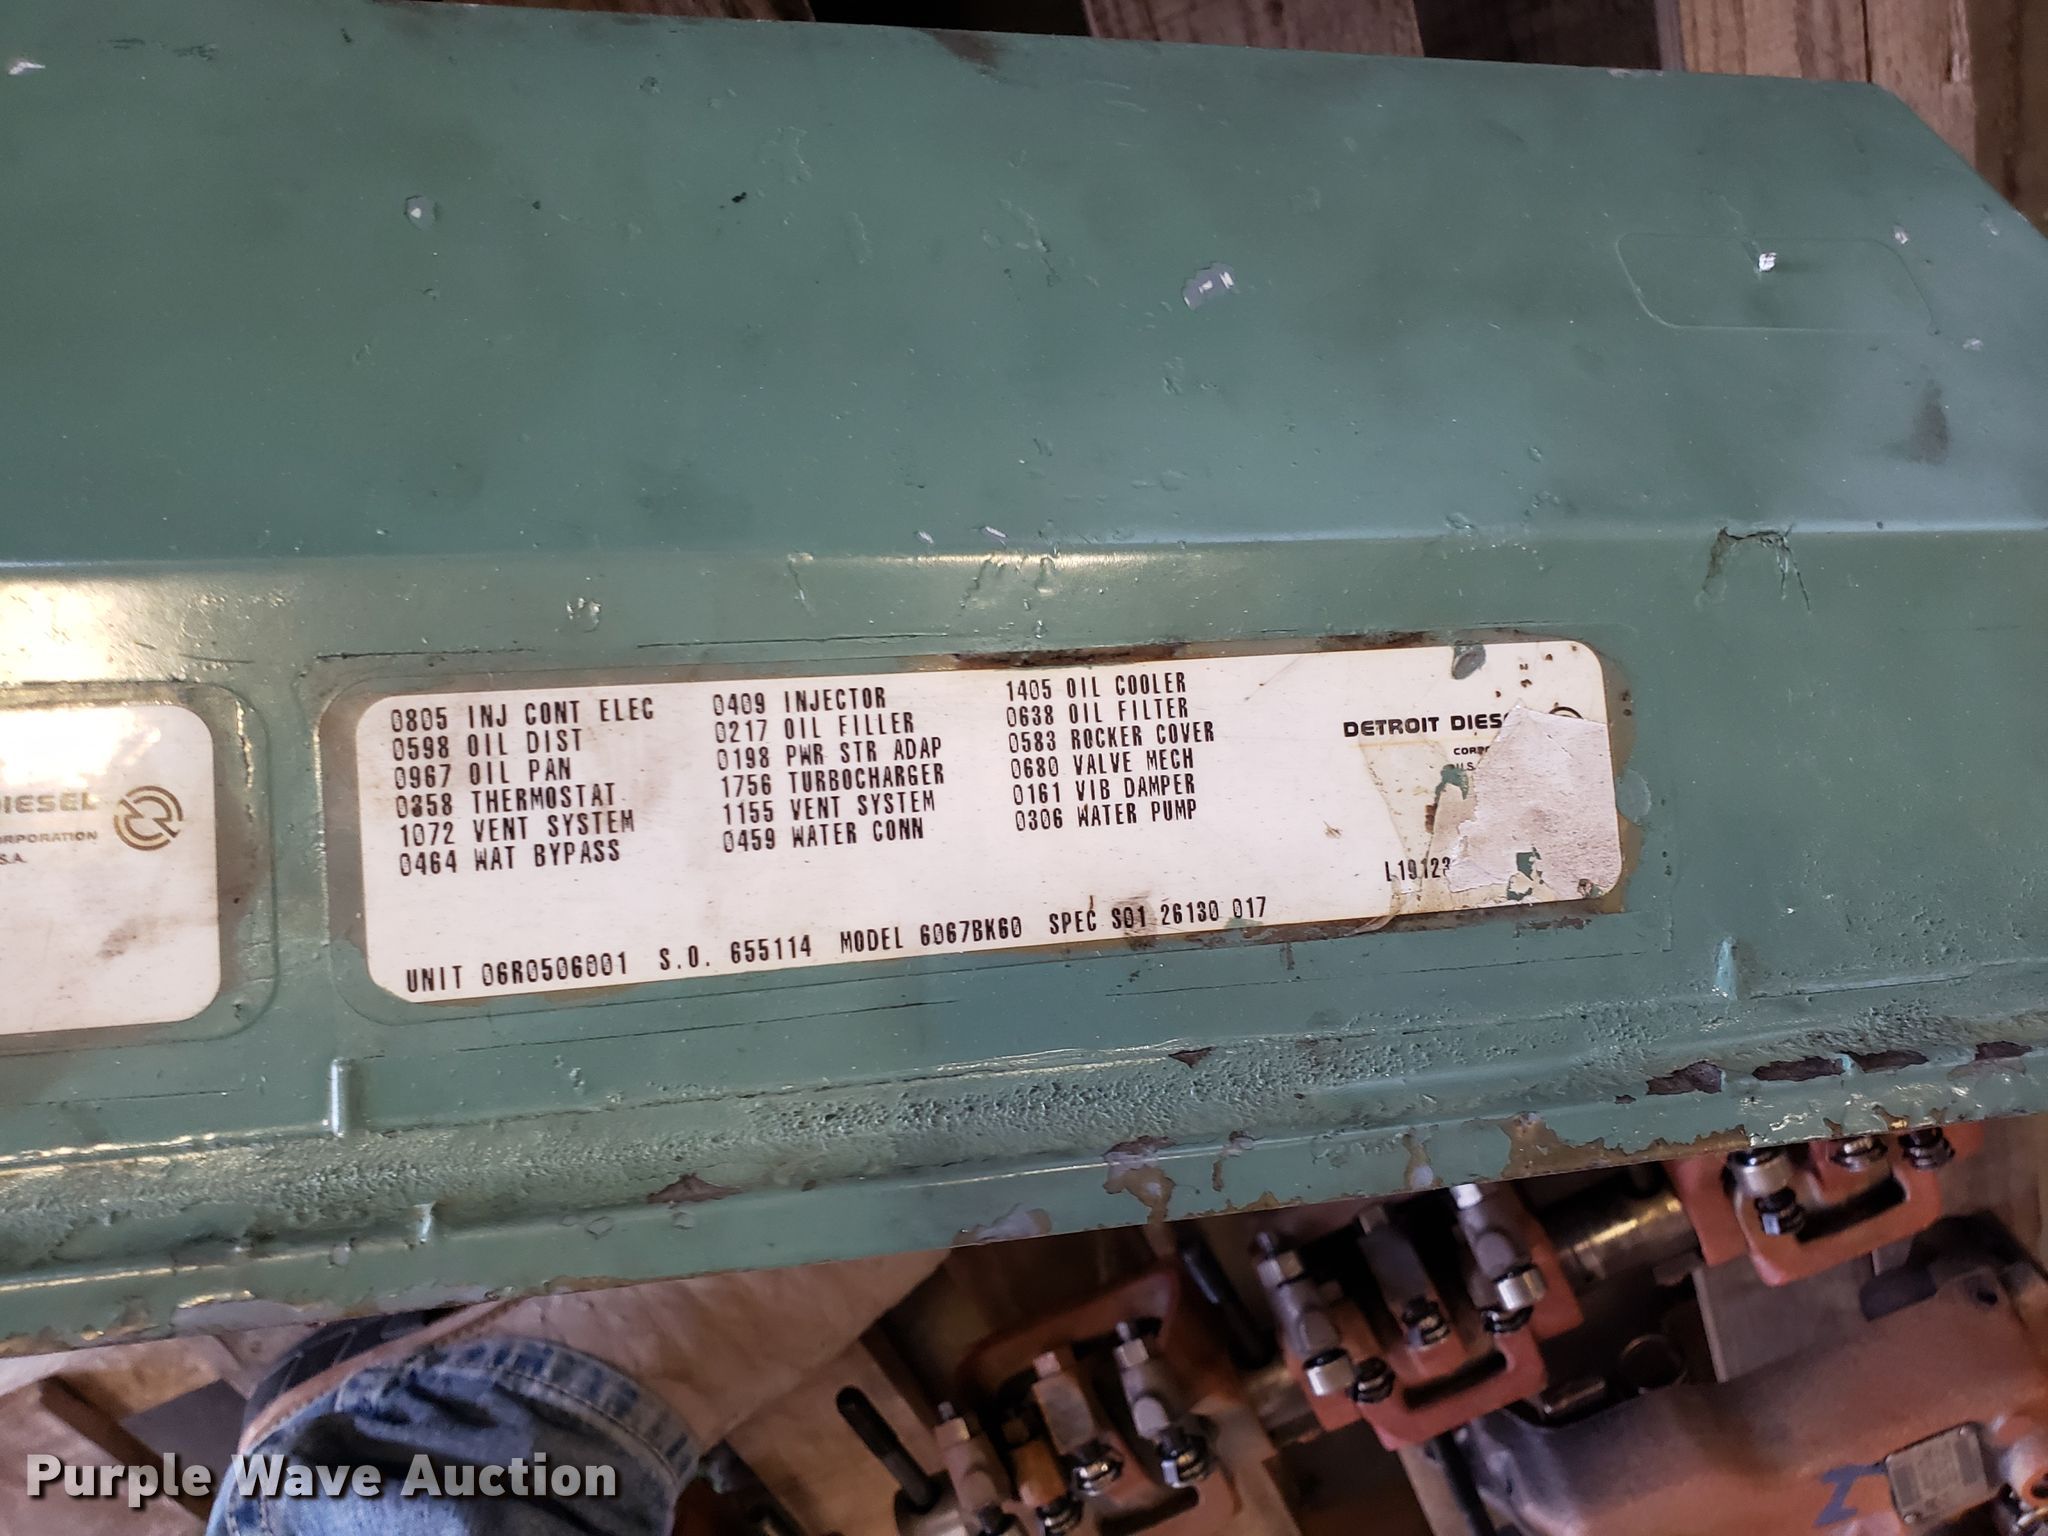 0805 INJ CONT ELEC
0598 OIL DIST
0967 OIL PAN
0358 THERMOSTAT
1072 VENT SYSTEM
0464 WAT BYPASS
0409 INJECTOR
0217 OIL FILLER
0198 PWR STR ADAP
1756 TURBOCHARGER
1155 VENT SYSTEM
0459 WATER CONN
1405 OIL COOLER
0638 OIL FILTER
0583 ROCKER COVER
0680 VALVE MECH
0161 VIB DAMPER
0306 WATER PUMP
DETROIT
L19123
UNIT 06R0506001 S.O. 655114 MODEL 6067BK60 SPEC S01 26130 017
DIESEL
CORPORATION
Purple Wave Auction